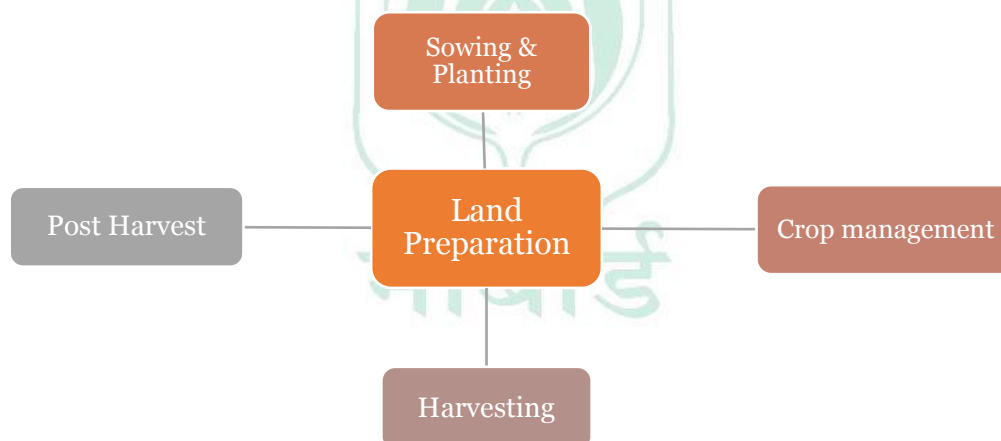 Sowing &
Planting
Post Harvest
Land
Preparation
Crop management
नाबार्ड
Harvesting